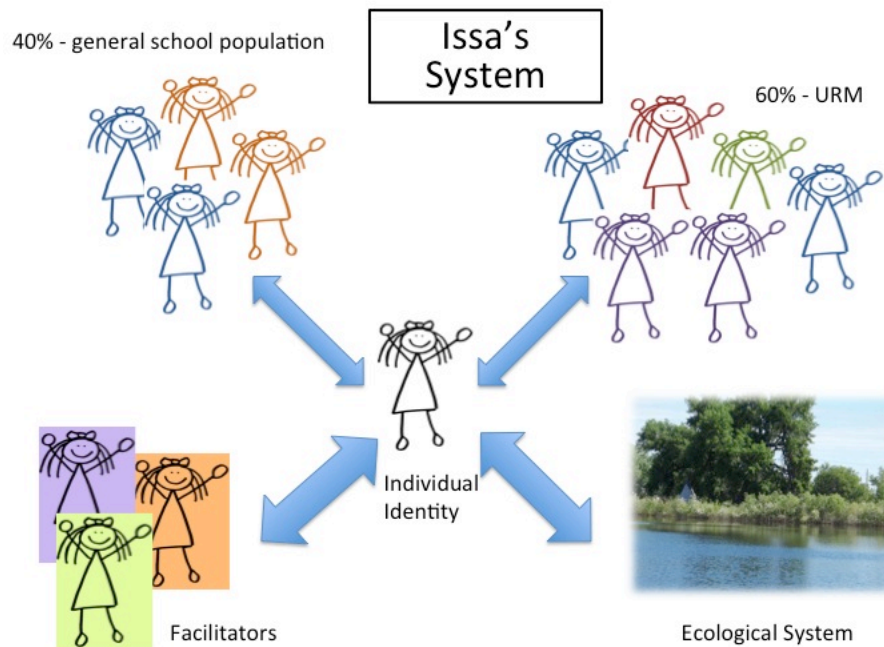 Issa's
System
40% - general school population
60% - URM
Individual
Identity
Facilitators
Ecological System